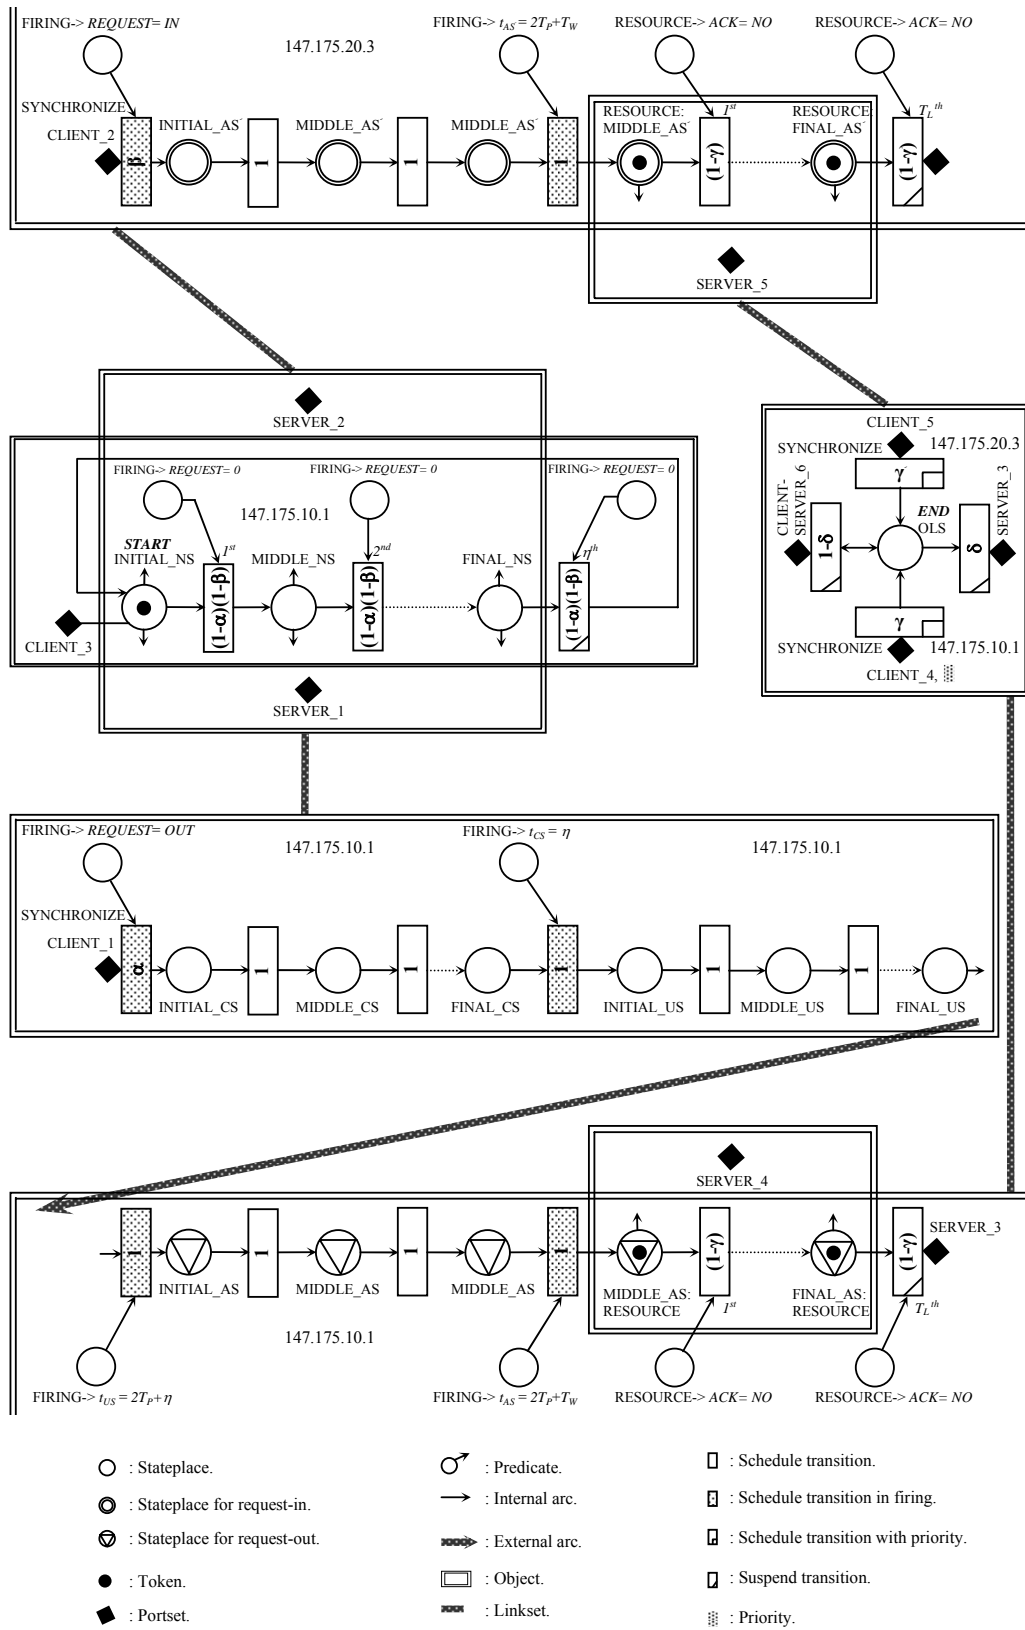 FIRING-> REQUEST= IN
FIRING-> tAS = 2TP+TW
RESOURCE-> ACK= NO
RESOURCE-> ACK= NO
147.175.20.3
SYNCHRONIZE
CLIENT_2
INITIAL_AS´
MIDDLE_AS´
MIDDLE_AS´
RESOURCE:
MIDDLE_AS´
1st
RESOURCE:
FINAL_AS´
TL th
β
1
1
1
(1-γ)
(1-γ)
SERVER_5
SERVER_2
FIRING-> REQUEST= 0
FIRING-> REQUEST= 0
FIRING-> REQUEST= 0
147.175.10.1
START
INITIAL_NS
1st
MIDDLE_NS
2nd
FINAL_NS
ηth
(1-α)(1-β)
(1-α)(1-β)
(1-α)(1-β)
CLIENT_3
SERVER_1
CLIENT_5
SYNCHRONIZE
147.175.20.3
γ´
CLIENT-
SERVER_6
1-δ
END
OLS
δ
SERVER_3
γ
SYNCHRONIZE
147.175.10.1
CLIENT_4,
FIRING-> REQUEST= OUT
147.175.10.1
FIRING-> tCS = η
147.175.10.1
SYNCHRONIZE
CLIENT_1
α
1
1
1
1
1
INITIAL_CS
MIDDLE_CS
FINAL_CS
INITIAL_US
MIDDLE_US
FINAL_US
SERVER_4
SERVER_3
1
1
1
1
(1-γ)
(1-γ)
INITIAL_AS
MIDDLE_AS
MIDDLE_AS
MIDDLE_AS:
RESOURCE
1st
FINAL_AS:
RESOURCE
TL th
147.175.10.1
FIRING-> tUS = 2TP+ η
FIRING-> tAS = 2TP+TW
RESOURCE-> ACK= NO
RESOURCE-> ACK= NO
: Stateplace.
: Predicate.
: Schedule transition.
: Stateplace for request-in.
: Internal arc.
: Schedule transition in firing.
: Stateplace for request-out.
: External arc.
: Schedule transition with priority.
: Token.
: Object.
: Suspend transition.
: Portset.
: Linkset.
: Priority.